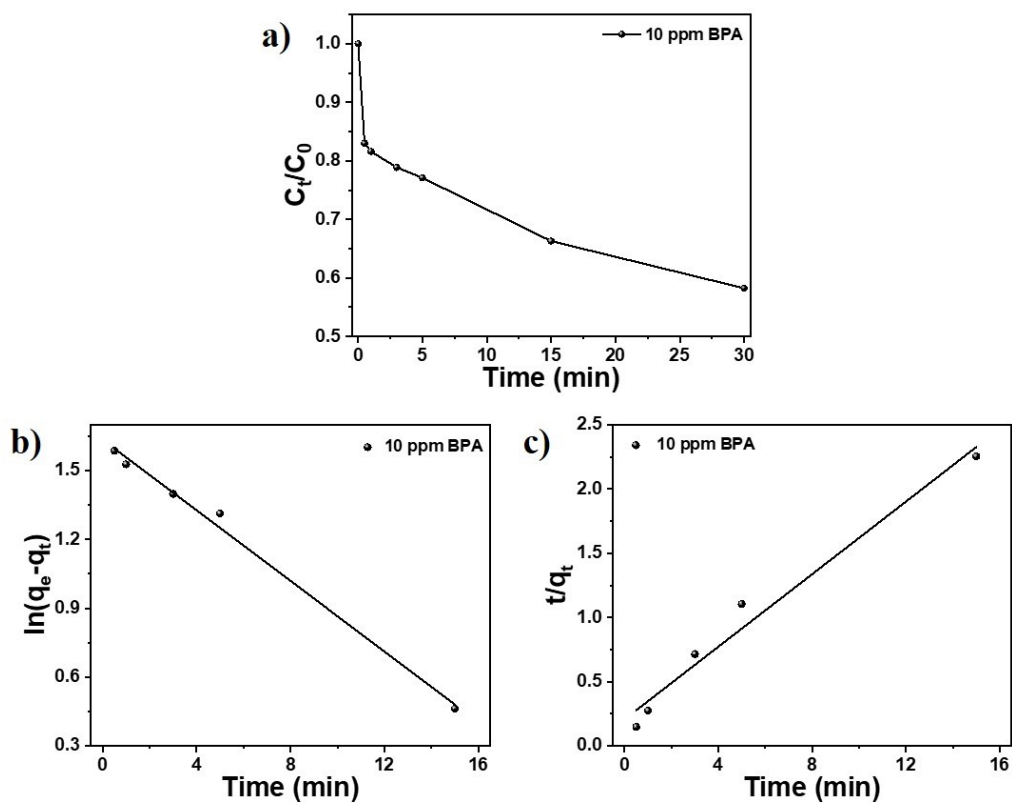 a)
10 ppm BPA
1.0
0.9
0.8
0.7
0.6
0.5
Cₜ/C₀
0 5 10 15 20 25 30
Time (min)
b)
10 ppm BPA
1.5
1.2
0.9
0.6
0.3
ln(qₑ-qₜ)
0 4 8 12 16
Time (min)
c)
10 ppm BPA
2.5
2.0
1.5
1.0
0.5
0.0
t/qₜ
0 4 8 12 16
Time (min)